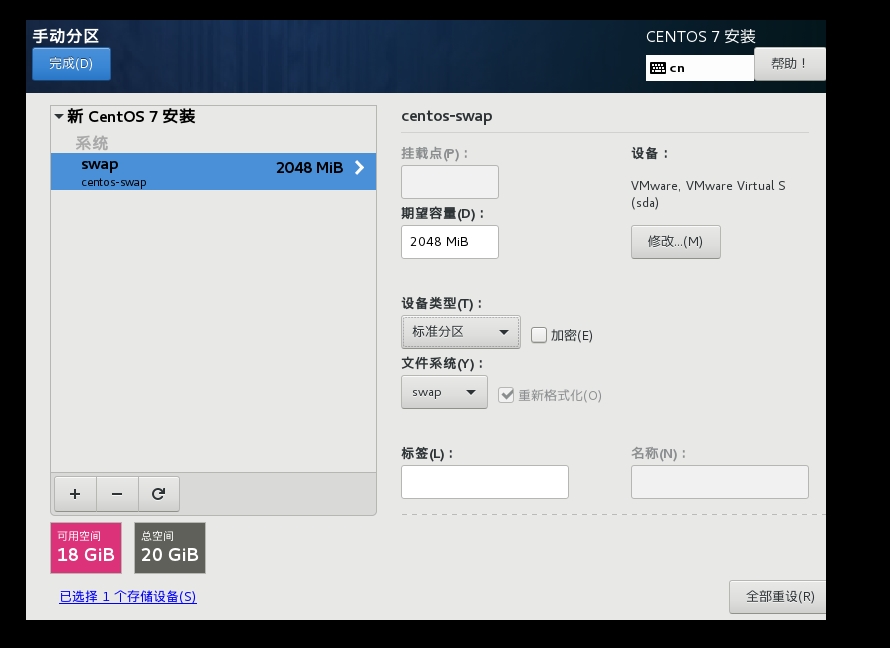 手动分区
CENTOS 7 安装
完成(D)
cn
帮助！
新 CentOS 7 安装
系统
swap
2048 MiB
centos-swap
centos-swap
挂载点(P)：
设备：
VMware, VMware Virtual S
(sda)
期望容量(D)：
2048 MiB
修改...(M)
设备类型(T)：
标准分区
加密(E)
文件系统(Y)：
swap
重新格式化(O)
标签(L)：
名称(N)：
可用空间
18 GiB
总空间
20 GiB
已选择 1 个存储设备(S)
全部重设(R)